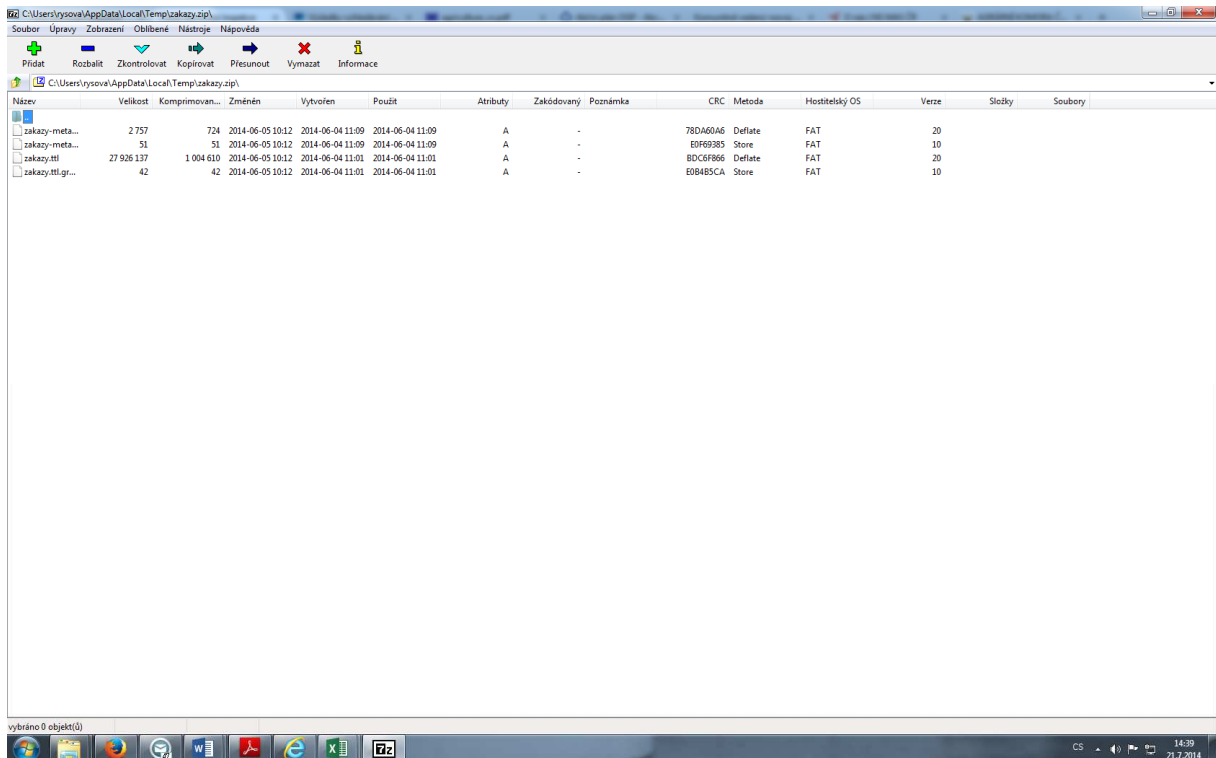 C:\Users\rysova\AppData\Local\Temp\zakazy.zip\
Soubor Úpravy Zobrazení Oblíbené Nástroje Nápověda
Přidat Rozbalit Zkontrolovat Kopírovat Přesunout Vymazat Informace
C:\Users\rysova\AppData\Local\Temp\zakazy.zip\
Název Velikost Komprimovan... Změněn Vytvořen Použit Atributy Zakódovaný Poznámka CRC Metoda Hostitelský OS Verze Složky Soubory
..
zakazy-meta... 2 757 724 2014-06-05 10:12 2014-06-04 11:09 2014-06-04 11:09 A - 78DA60A6 Deflate FAT 20
zakazy-meta... 51 51 2014-06-05 10:12 2014-06-04 11:09 2014-06-04 11:09 A - E0F69385 Store FAT 10
zakazy.ttl 27 926 137 1 004 610 2014-06-05 10:12 2014-06-04 11:01 2014-06-04 11:01 A - BDC6F866 Deflate FAT 20
zakazy.ttl.gr... 42 42 2014-06-05 10:12 2014-06-04 11:01 2014-06-04 11:01 A - E0B4B5CA Store FAT 10
vybráno 0 objekt(ů)
7z
CS 14:39
21.7.2014